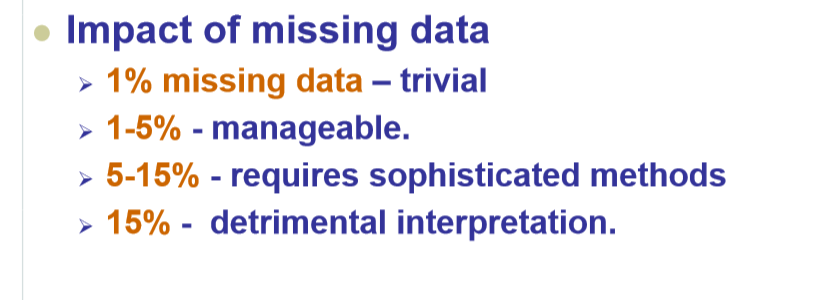 Impact of missing data
1% missing data – trivial
1-5% - manageable.
5-15% - requires sophisticated methods
15% - detrimental interpretation.